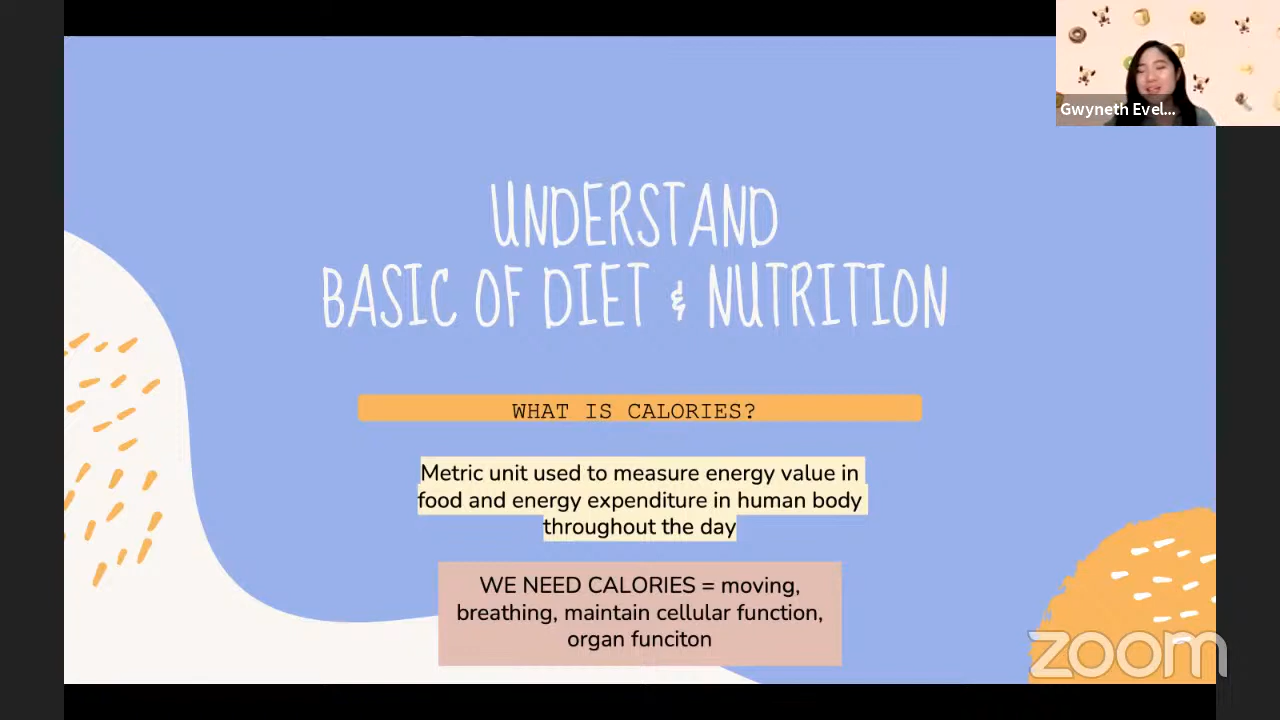 Gwyneth Evel...
UNDERSTAND
BASIC OF DIET & NUTRITION
WHAT IS CALORIES?
Metric unit used to measure energy value in
food and energy expenditure in human body
throughout the day
WE NEED CALORIES = moving,
breathing, maintain cellular function,
organ funciton
zoom